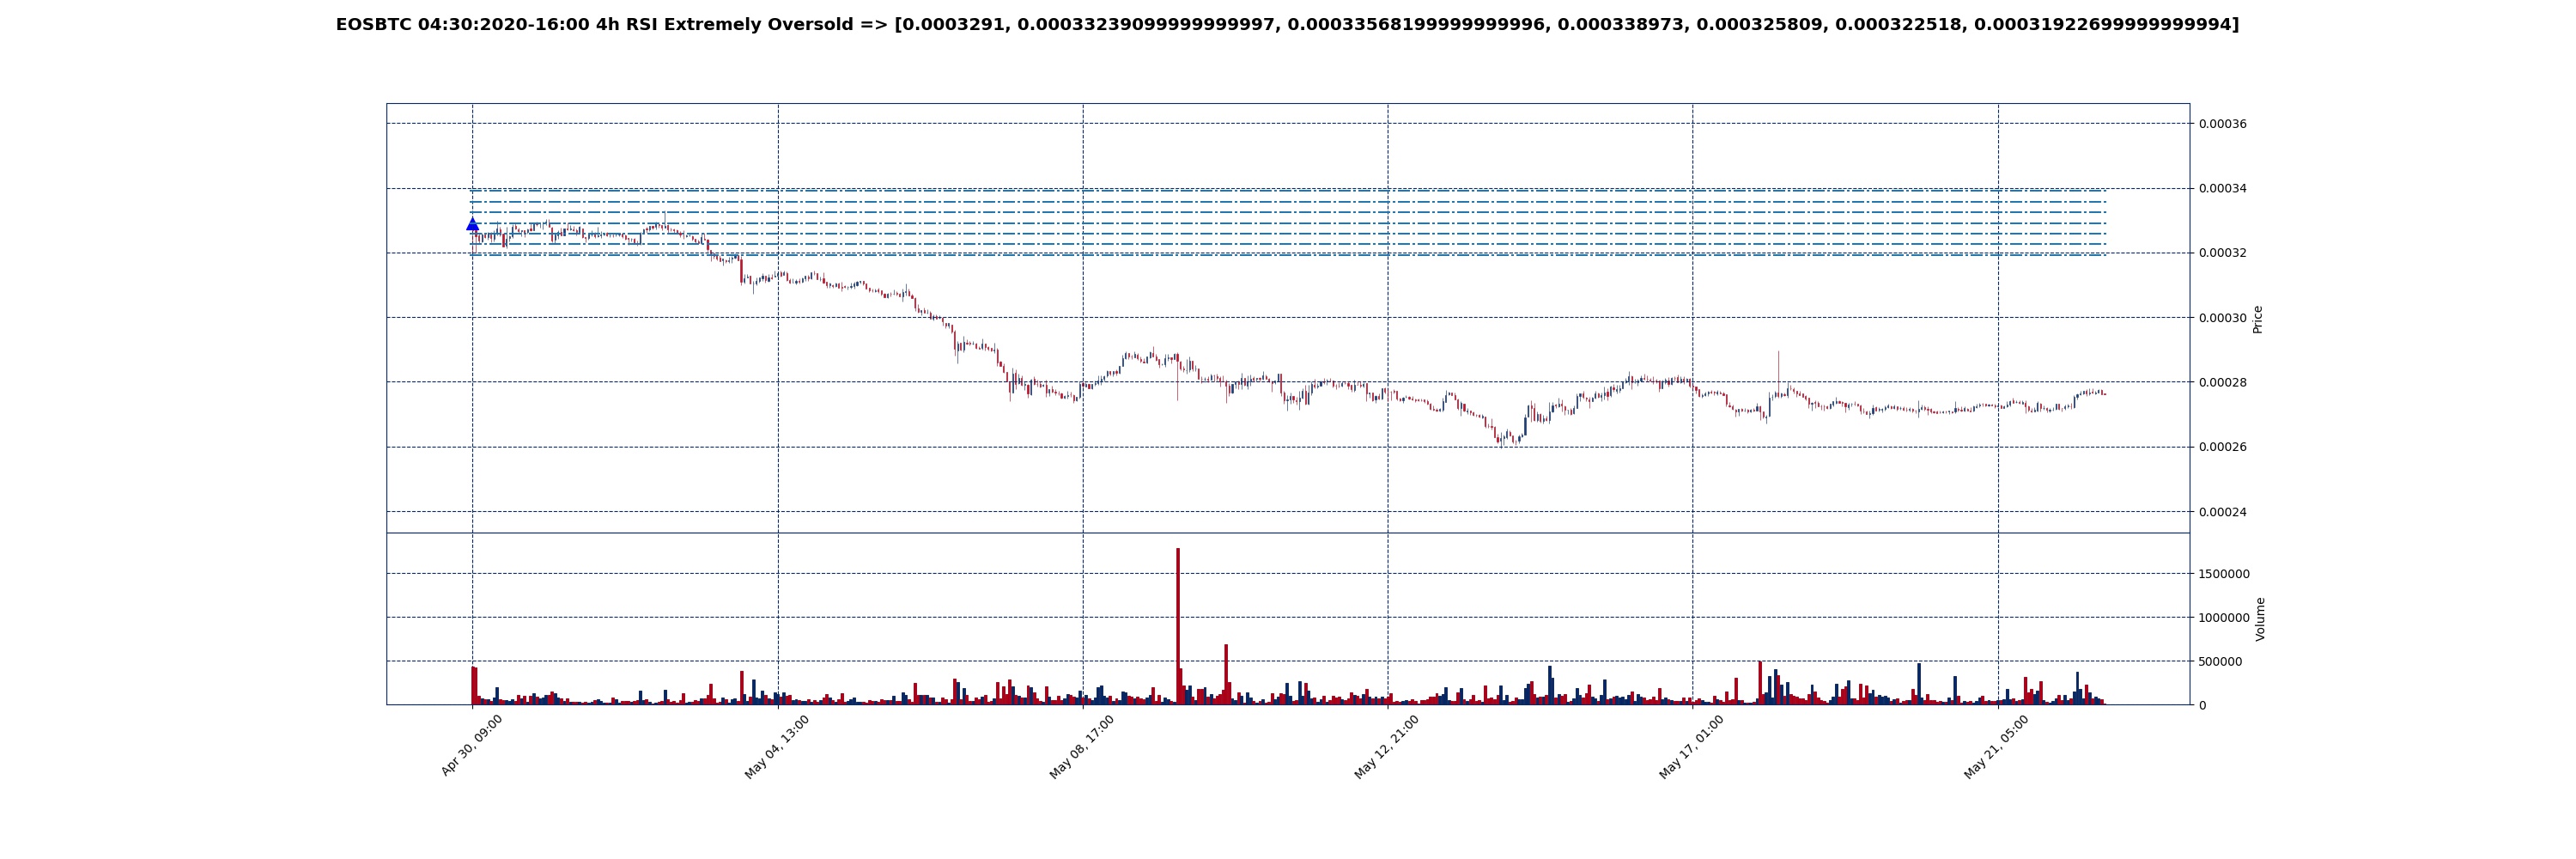 EOSBTC 04:30:2020-16:00 4h RSI Extremely Oversold => [0.0003291, 0.00033239099999999997, 0.00033568199999999996, 0.000338973, 0.000325809, 0.000322518, 0.00031922699999999994]
0.00036
0.00034
0.00032
0.00030
Price
0.00028
0.00026
0.00024
1500000
1000000
Volume
500000
0
Apr 30, 09:00
May 04, 13:00
May 08, 17:00
May 12, 21:00
May 17, 01:00
May 21, 05:00